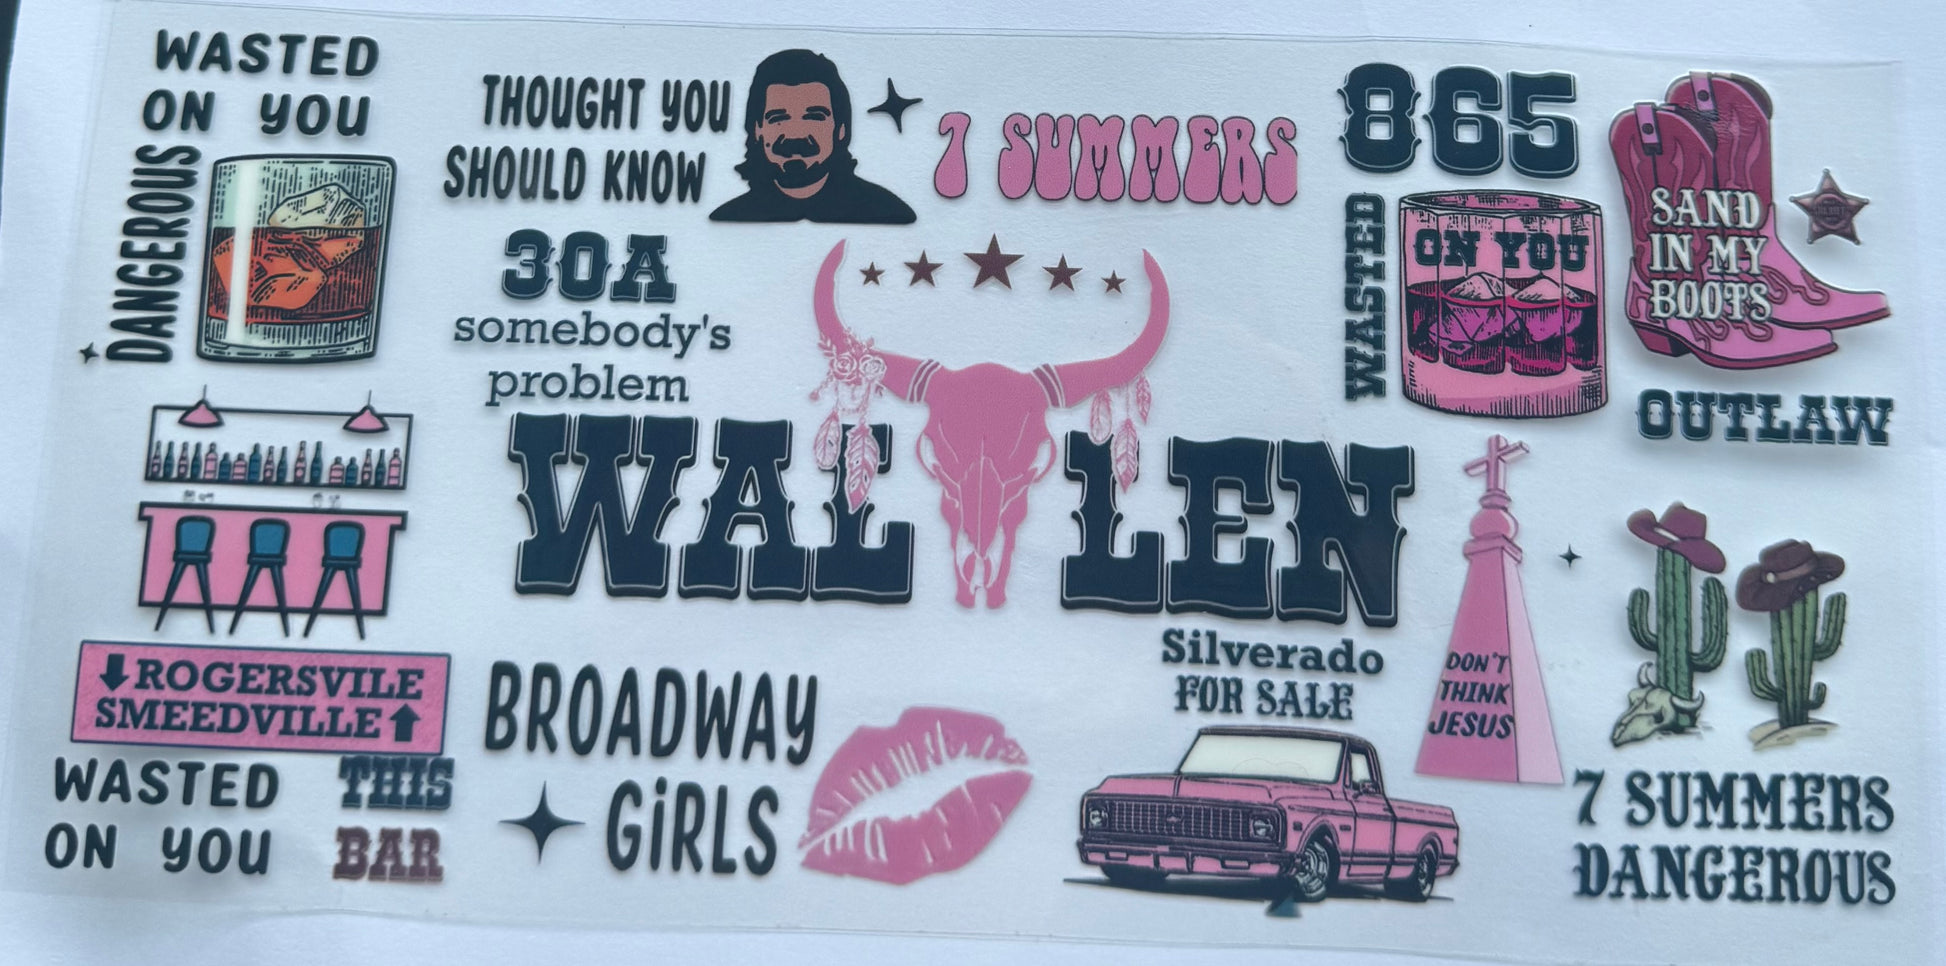 WASTED
ON YOU
DANGEROUS
THOUGHT YOU
SHOULD KNOW
7 SUMMERS
30A
somebody's
problem
WALLEN
865
WASTED
ON YOU
SAND
IN MY
BOOTS
OUTLAW
ROGERSVILE
SMEEDVILLE
WASTED
ON YOU
THIS
BAR
BROADWAY
GiRLS
Silverado
FOR SALE
DON'T
THINK
JESUS
7 SUMMERS
DANGEROUS